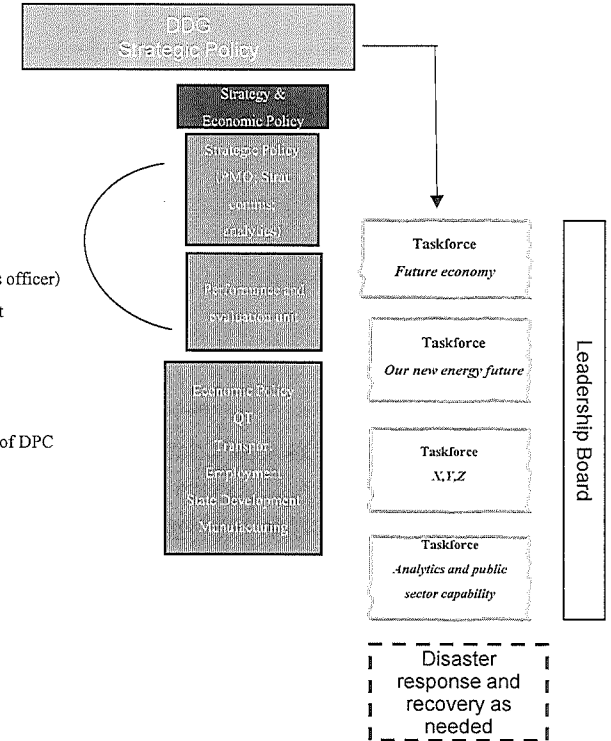 DDG
Strategic Policy
Strategy &
Economic Policy
Strategic Policy
(PMO, Strat
comms,
analytics)
Performance and
evaluation unit
Economic Policy
QT
Transport
Employment
State Development
Manufacturing
s officer)
t
of DPC
Taskforce
Future economy
Taskforce
Our new energy future
Taskforce
X,Y,Z
Taskforce
Analytics and public
sector capability
Leadership Board
Disaster
response and
recovery as
needed